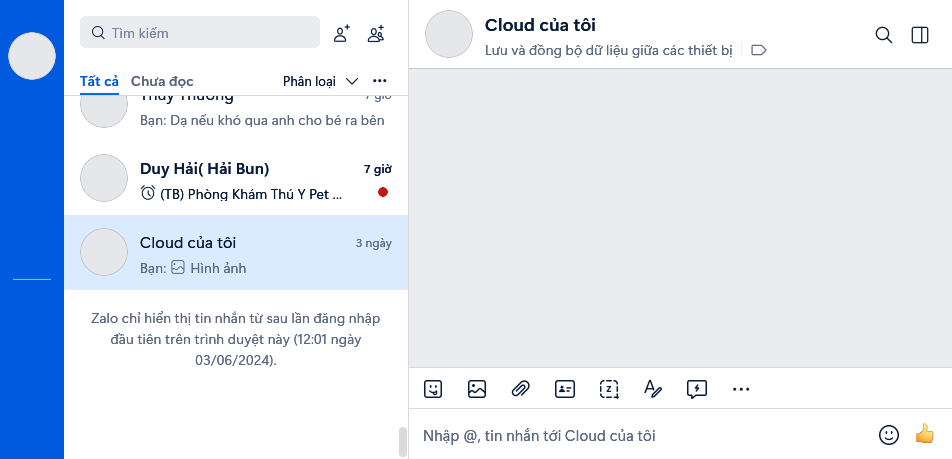 Tìm kiếm
Tất cả Chưa đọc Phân loại
Thùy Thương 7 giờ
Bạn: Dạ nếu khó qua anh cho bé ra bên
Duy Hải( Hải Bun) 7 giờ
(TB) Phòng Khám Thú Y Pet ...
Cloud của tôi 3 ngày
Bạn: Hình ảnh
Zalo chỉ hiển thị tin nhắn từ sau lần đăng nhập
đầu tiên trên trình duyệt này (12:01 ngày
03/06/2024).
Cloud của tôi
Lưu và đồng bộ dữ liệu giữa các thiết bị
Nhập @, tin nhắn tới Cloud của tôi